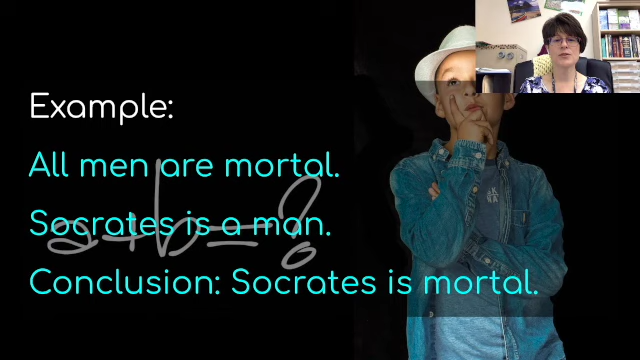 Example:
All men are mortal.
Socrates is a man.
a+b=?
Conclusion: Socrates is mortal.